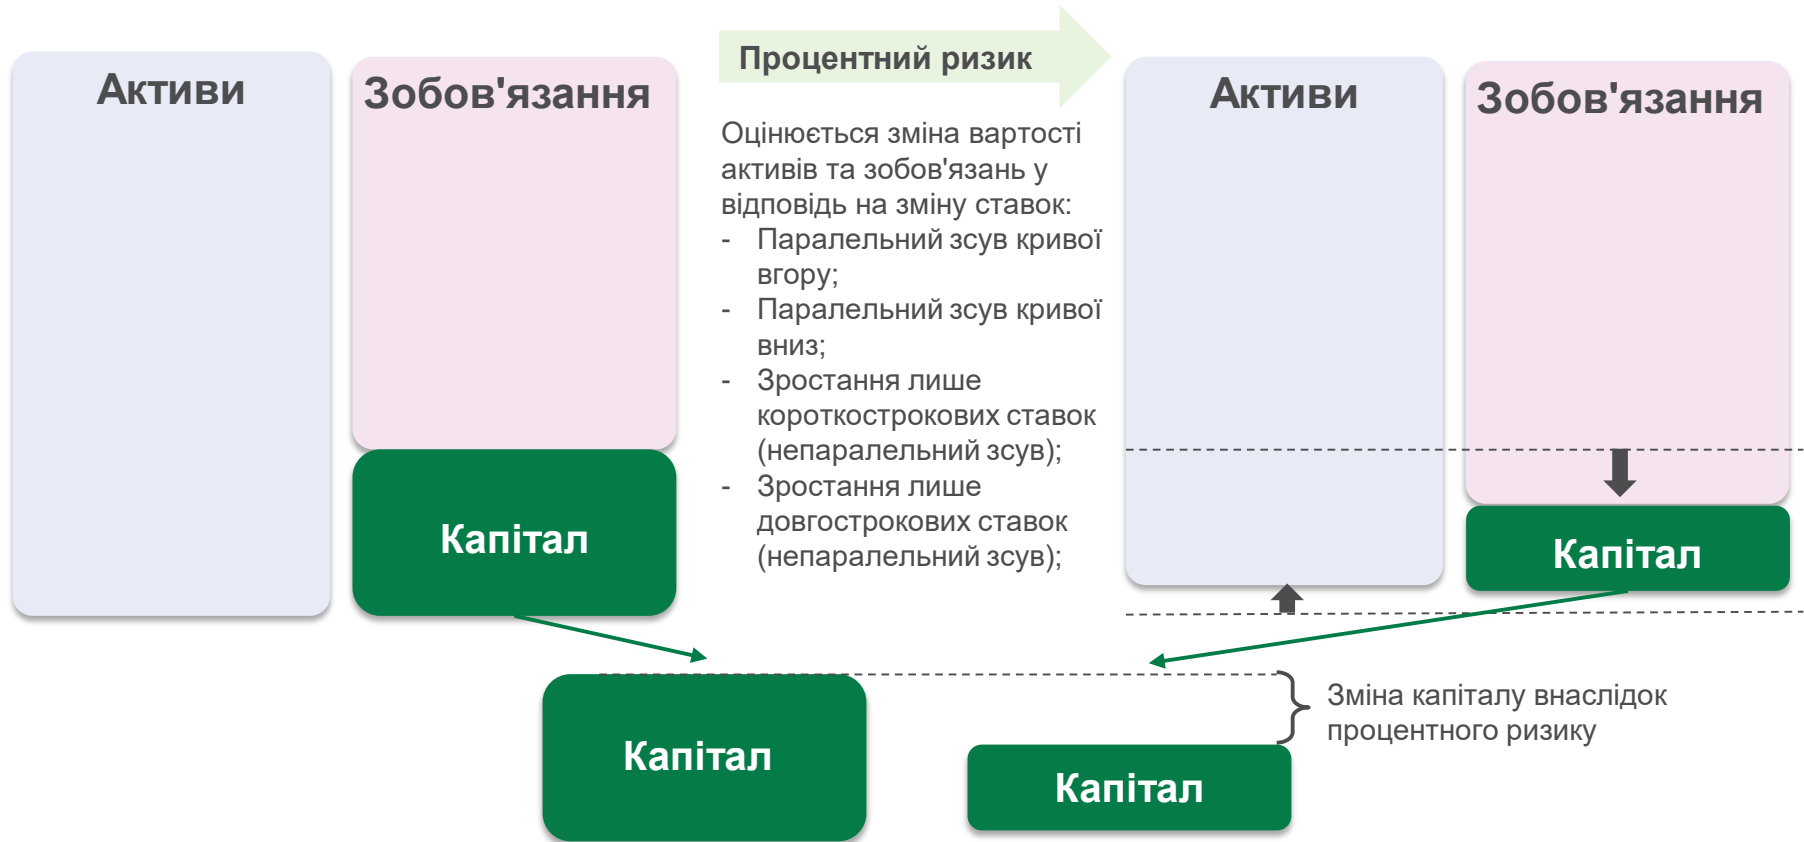 Активи
Зобов'язання
Капітал
Процентний ризик
Оцінюється зміна вартості
активів та зобов'язань у
відповідь на зміну ставок:
- Паралельний зсув кривої
вгору;
- Паралельний зсув кривої
вниз;
- Зростання лише
короткострокових ставок
(непаралельний зсув);
- Зростання лише
довгострокових ставок
(непаралельний зсув);
Активи
Зобов'язання
Капітал
Капітал
Капітал
Зміна капіталу внаслідок
процентного ризику